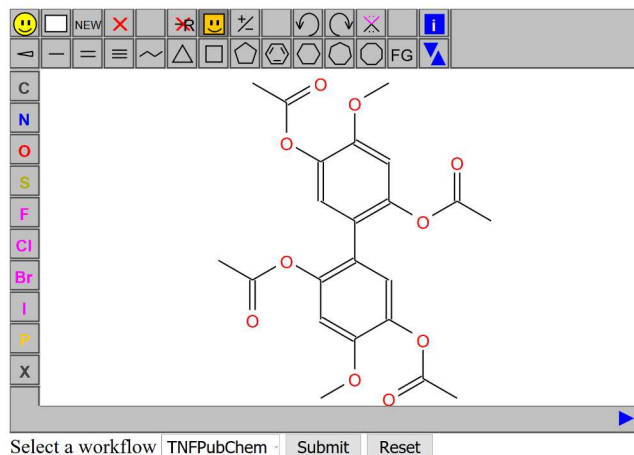 NEW R +/- i
FG
C
N
O
S
F
Cl
Br
I
P
X
O
O
O
O
O
O
O
O
O
O
Select a workflow TNFPubChem Submit Reset